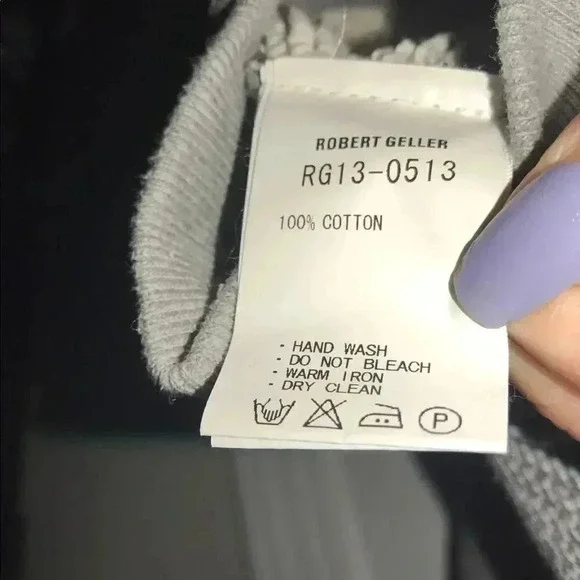 ROBERT GELLER
RG13-0513
100% COTTON
· HAND WASH
· DO NOT BLEACH
· WARM IRON
· DRY CLEAN
P